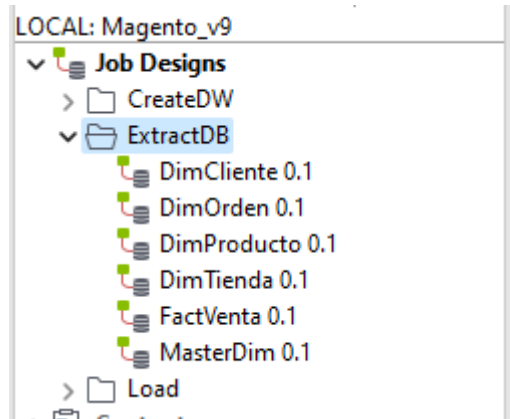 LOCAL: Magento_v9
Job Designs
CreateDW
ExtractDB
DimCliente 0.1
DimOrden 0.1
DimProducto 0.1
DimTienda 0.1
FactVenta 0.1
MasterDim 0.1
Load